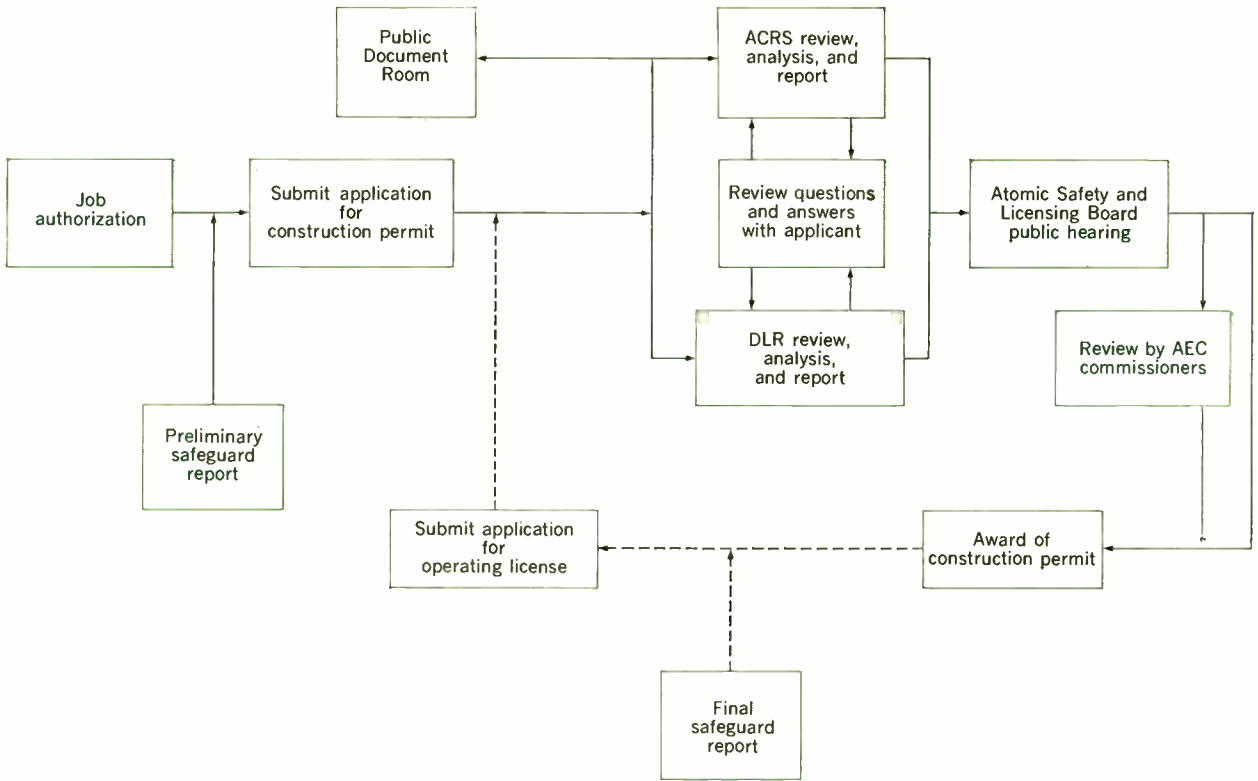 Public
Document
Room
ACRS review,
analysis, and
report
Job
authorization
Submit application
for
construction permit
Review questions
and answers
with applicant
Atomic Safety and
Licensing Board
public hearing
DLR review,
analysis,
and report
Review by AEC
commissioners
Preliminary
safeguard
report
Submit application
for
operating license
Award of
construction permit
Final
safeguard
report